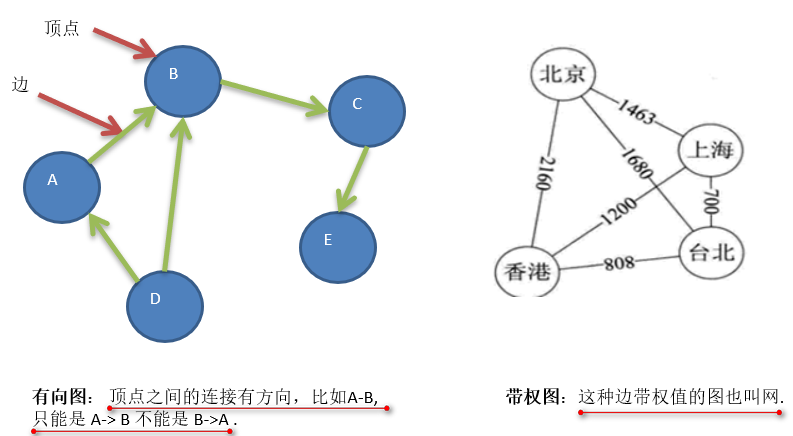 顶点
B
边
C
A
E
D
北京
1463
上海
2160
1680
700
1200
台北
香港
808
有向图： 顶点之间的连接有方向，比如A-B,
只能是 A-> B 不能是 B->A .
带权图：这种边带权值的图也叫网.